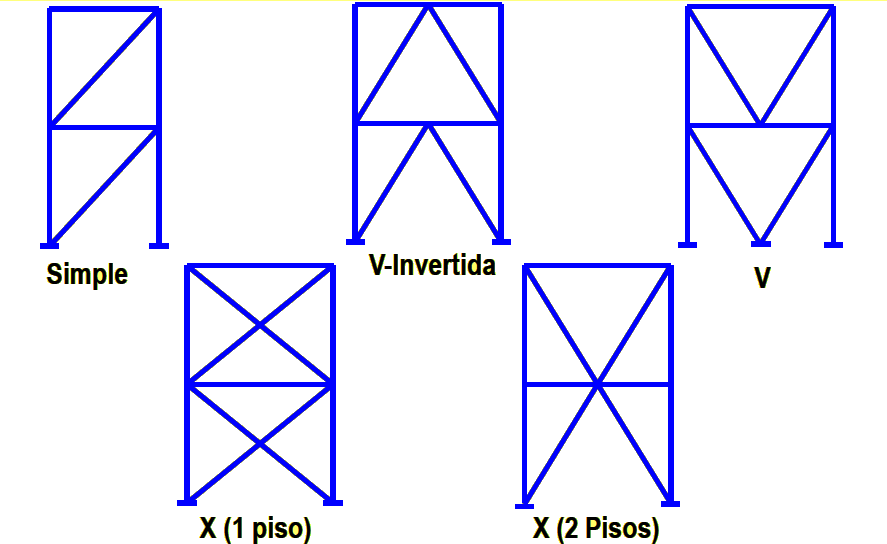 Simple
V-Invertida
V
X (1 piso)
X (2 Pisos)